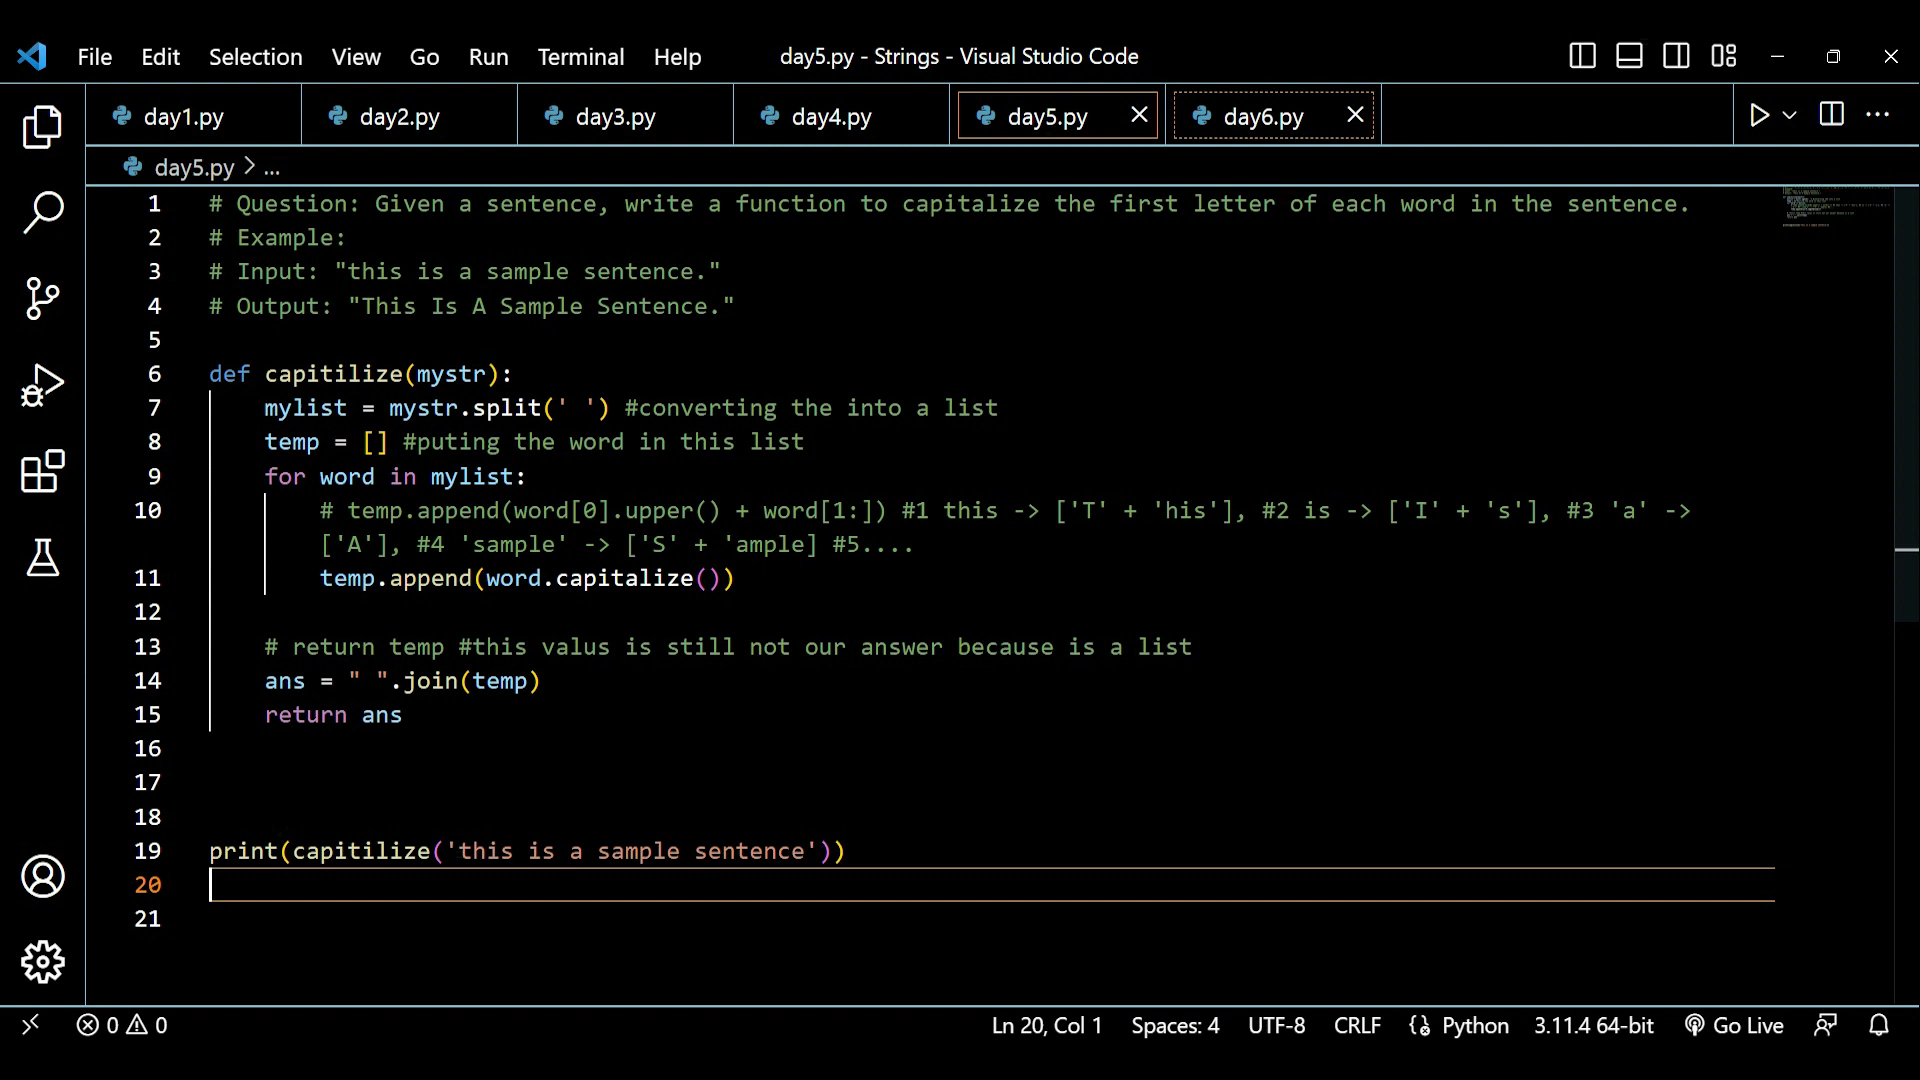 File Edit Selection View Go Run Terminal Help day5.py - Strings - Visual Studio Code
day1.py day2.py day3.py day4.py day5.py day6.py
day5.py > ...
1 # Question: Given a sentence, write a function to capitalize the first letter of each word in the sentence.
2 # Example:
3 # Input: "this is a sample sentence."
4 # Output: "This Is A Sample Sentence."
5
6 def capitilize(mystr):
7 mylist = mystr.split(' ') #converting the into a list
8 temp = [] #puting the word in this list
9 for word in mylist:
10 # temp.append(word[0].upper() + word[1:]) #1 this -> ['T' + 'his'], #2 is -> ['I' + 's'], #3 'a' ->
['A'], #4 'sample' -> ['S' + 'ample] #5....
11 temp.append(word.capitalize())
12
13 # return temp #this valus is still not our answer because is a list
14 ans = " ".join(temp)
15 return ans
16
17
18
19 print(capitilize('this is a sample sentence'))
20
21
0 0 Ln 20, Col 1 Spaces: 4 UTF-8 CRLF Python 3.11.4 64-bit Go Live